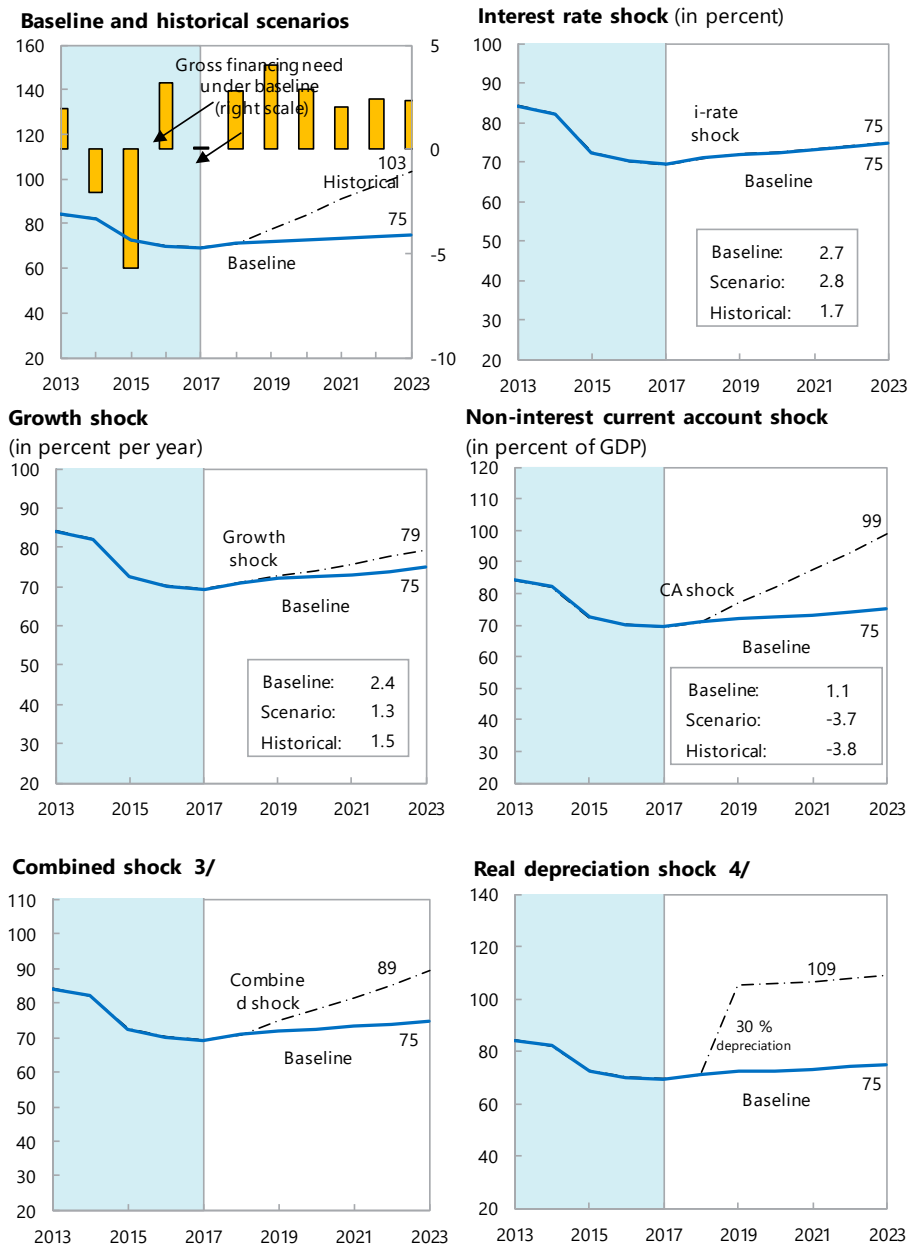 Baseline and historical scenarios
160
140
120
100
80
60
40
20
5
0
-5
-10
Gross financing need
under baseline
(right scale)
103
Historical
75
Baseline
2013 2015 2017 2019 2021 2023
Interest rate shock (in percent)
100
90
80
70
60
50
40
30
20
i-rate
shock
75
75
Baseline
Baseline: 2.7
Scenario: 2.8
Historical: 1.7
2013 2015 2017 2019 2021 2023
Growth shock
(in percent per year)
100
90
80
70
60
50
40
30
20
Growth
shock
79
75
Baseline
Baseline: 2.4
Scenario: 1.3
Historical: 1.5
2013 2015 2017 2019 2021 2023
Non-interest current account shock
(in percent of GDP)
120
110
100
90
80
70
60
50
40
30
20
99
CA shock
75
Baseline
Baseline: 1.1
Scenario: -3.7
Historical: -3.8
2013 2015 2017 2019 2021 2023
Combined shock 3/
110
100
90
80
70
60
50
40
30
20
Combine
d shock
89
75
Baseline
2013 2015 2017 2019 2021 2023
Real depreciation shock 4/
140
120
100
80
60
40
20
109
30 %
depreciation
75
Baseline
2013 2015 2017 2019 2021 2023